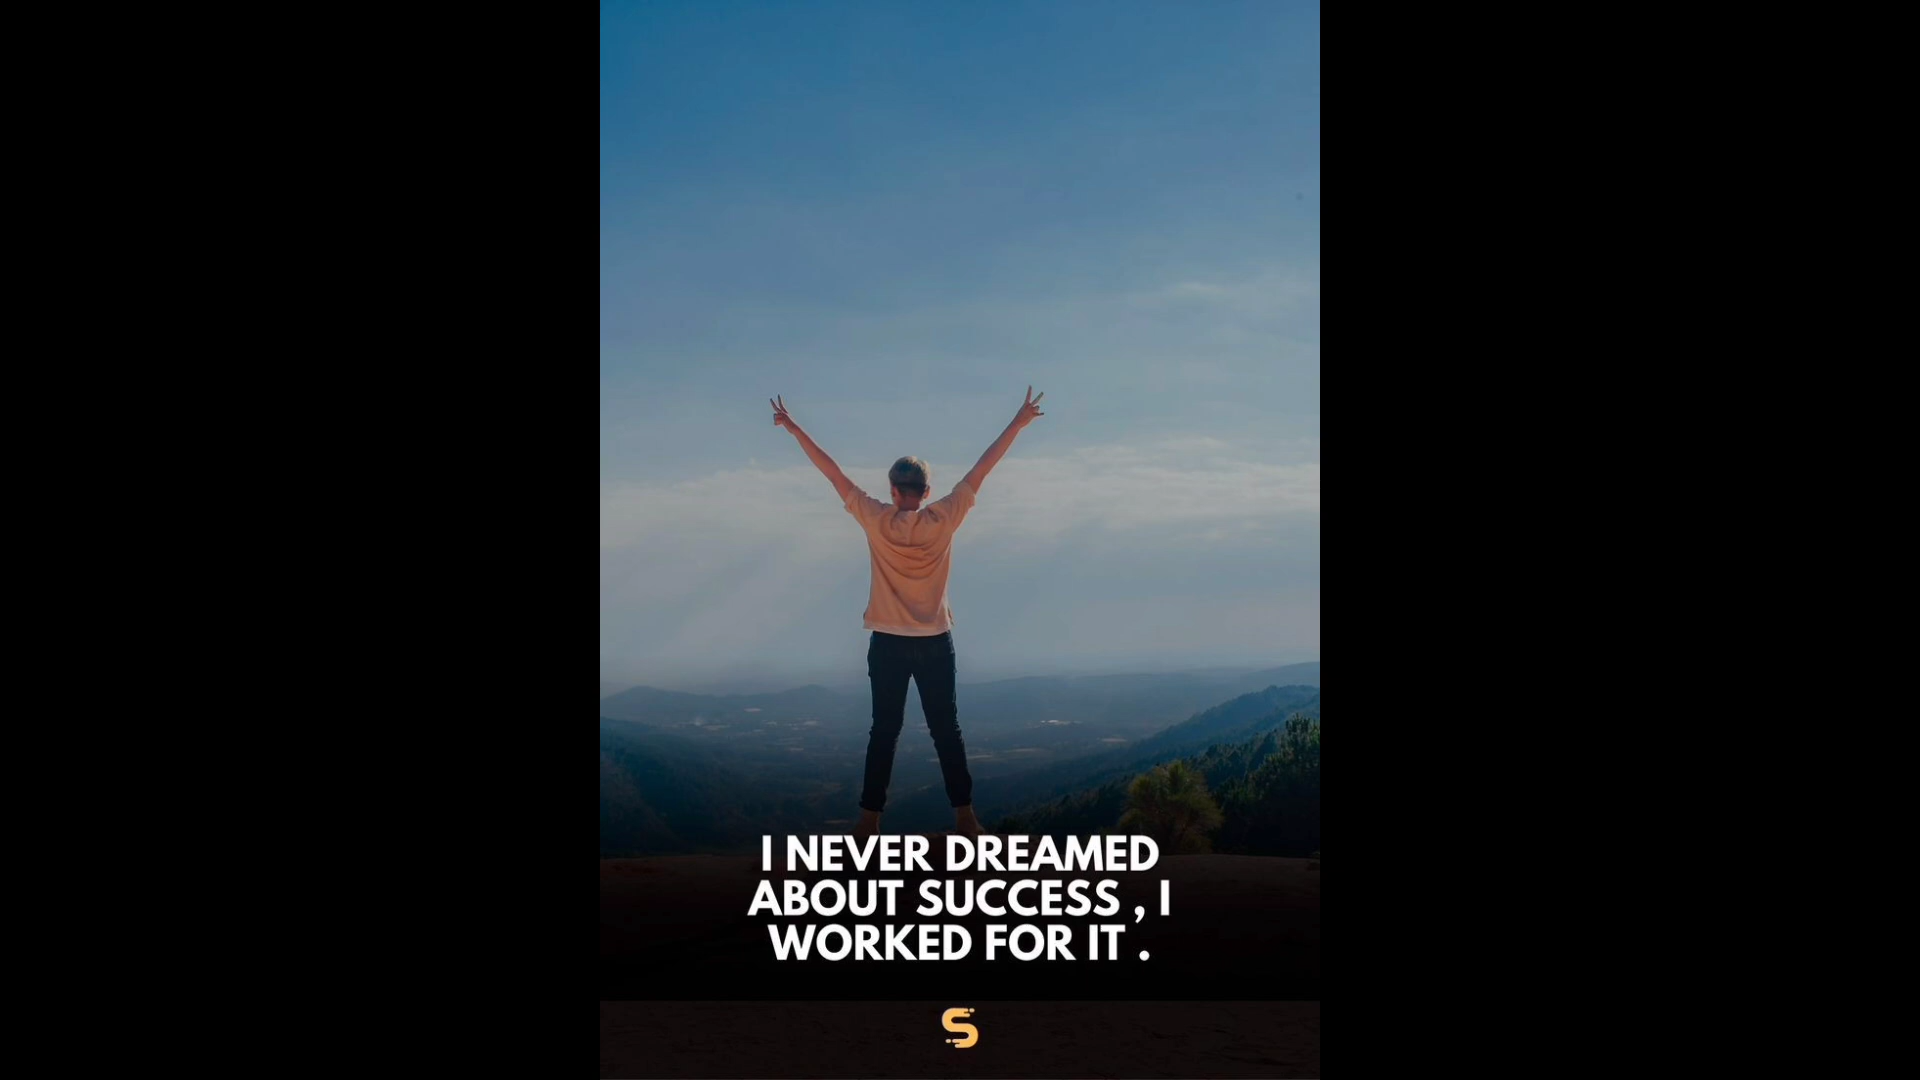 I NEVER DREAMED
ABOUT SUCCESS , I
WORKED FOR IT .
S